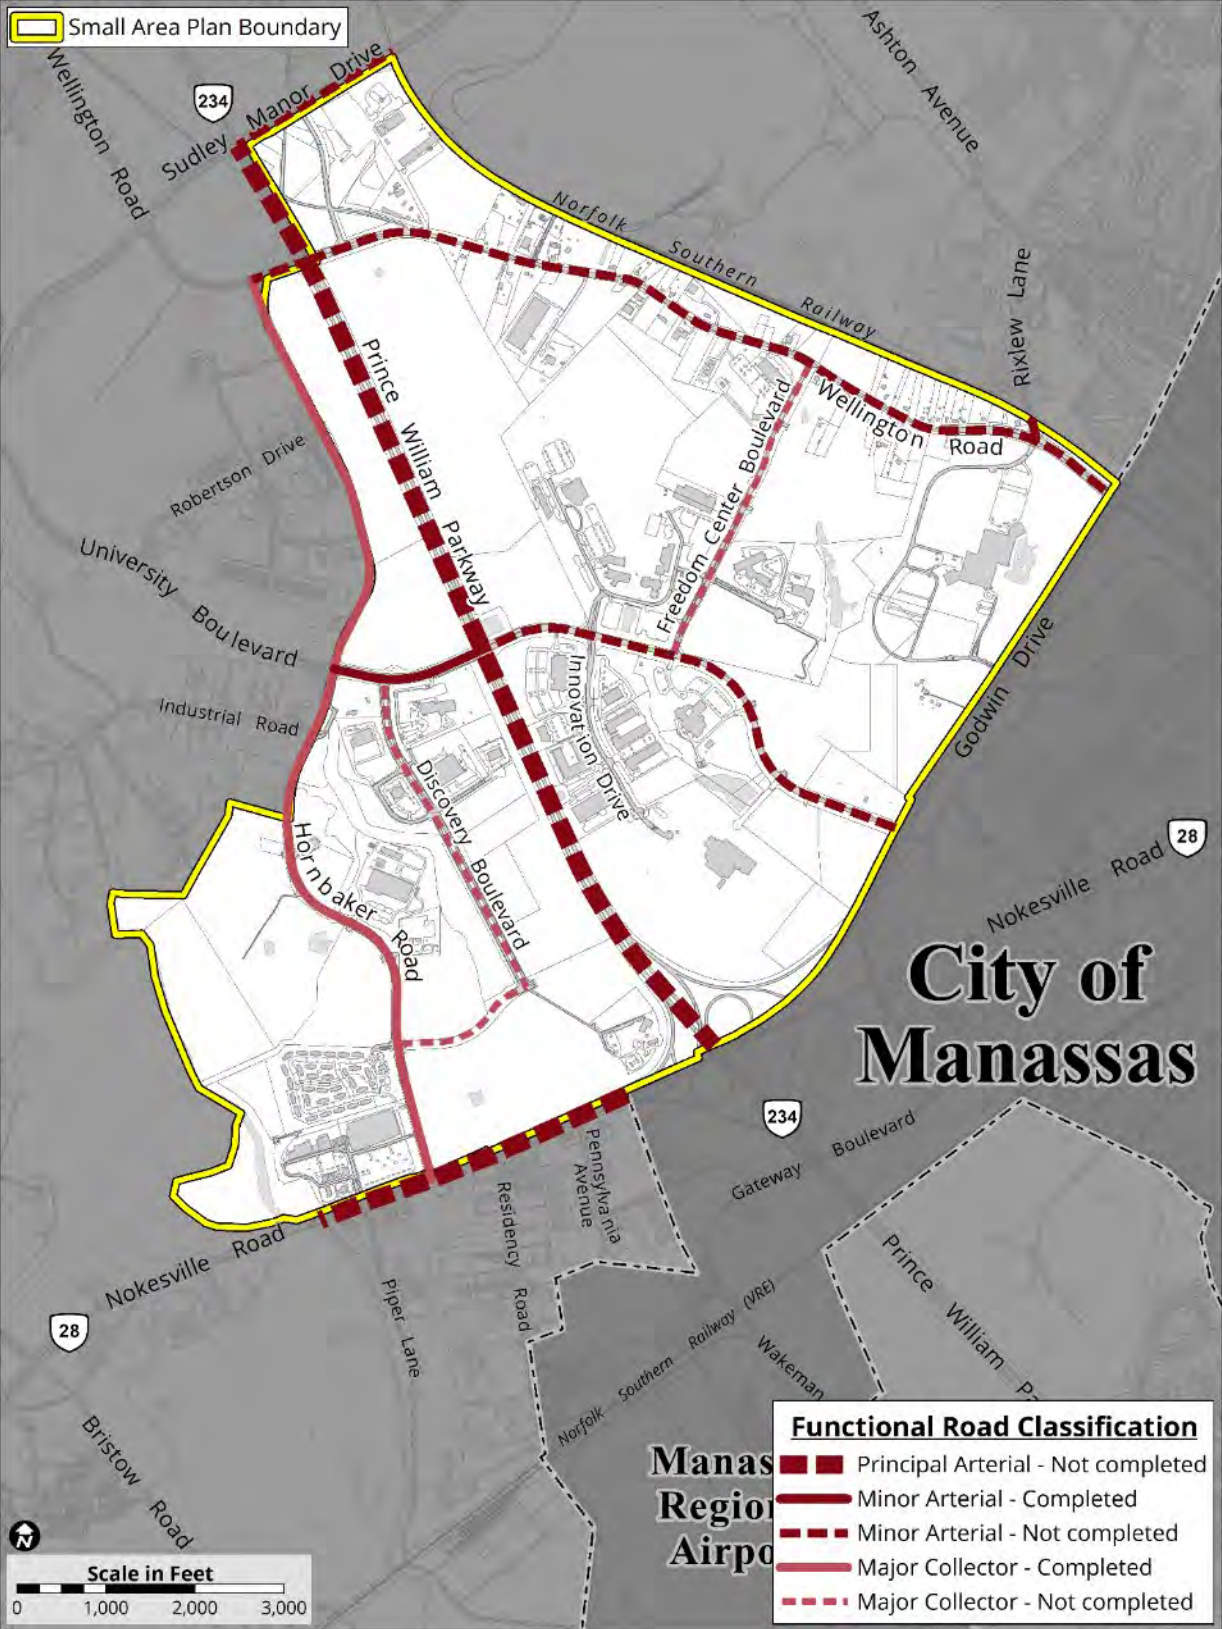 Small Area Plan Boundary
Wellington Road
234
Sudley Manor Drive
Ashton Avenue
Norfolk Southern Railway
Rixlew Lane
Prince William Parkway
Robertson Drive
Freedom Center Boulevard
Wellington Road
University Boulevard
Industrial Road
Innovation Drive
Godwin Drive
Discovery Boulevard
Hornbaker Road
28
Nokesville Road
City of
Manassas
234
Gateway Boulevard
Pennsylvania
Avenue
Residency Road
Nokesville Road
28
Piper Lane
Norfolk Southern Railway (VRE)
Wakeman
Prince William Pa
Bristow Road
Manas
Region
Airpo
N
Scale in Feet
0 1,000 2,000 3,000
Functional Road Classification
Principal Arterial - Not completed
Minor Arterial - Completed
Minor Arterial - Not completed
Major Collector - Completed
Major Collector - Not completed